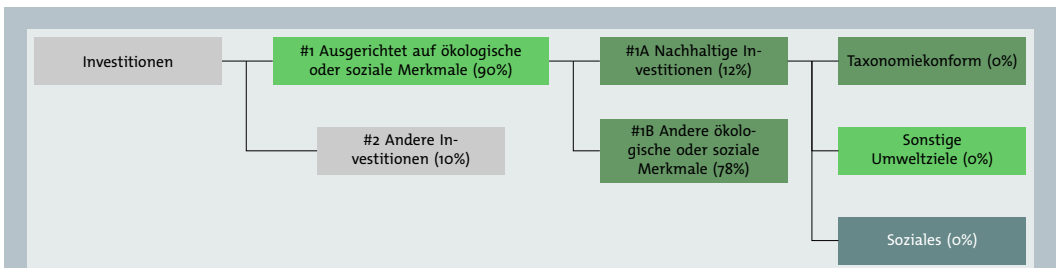 Investitionen
#1 Ausgerichtet auf ökologische
oder soziale Merkmale (90%)
#2 Andere In-
vestitionen (10%)
#1A Nachhaltige In-
vestitionen (12%)
#1B Andere ökolo-
gische oder soziale
Merkmale (78%)
Taxonomiekonform (0%)
Sonstige
Umweltziele (0%)
Soziales (0%)